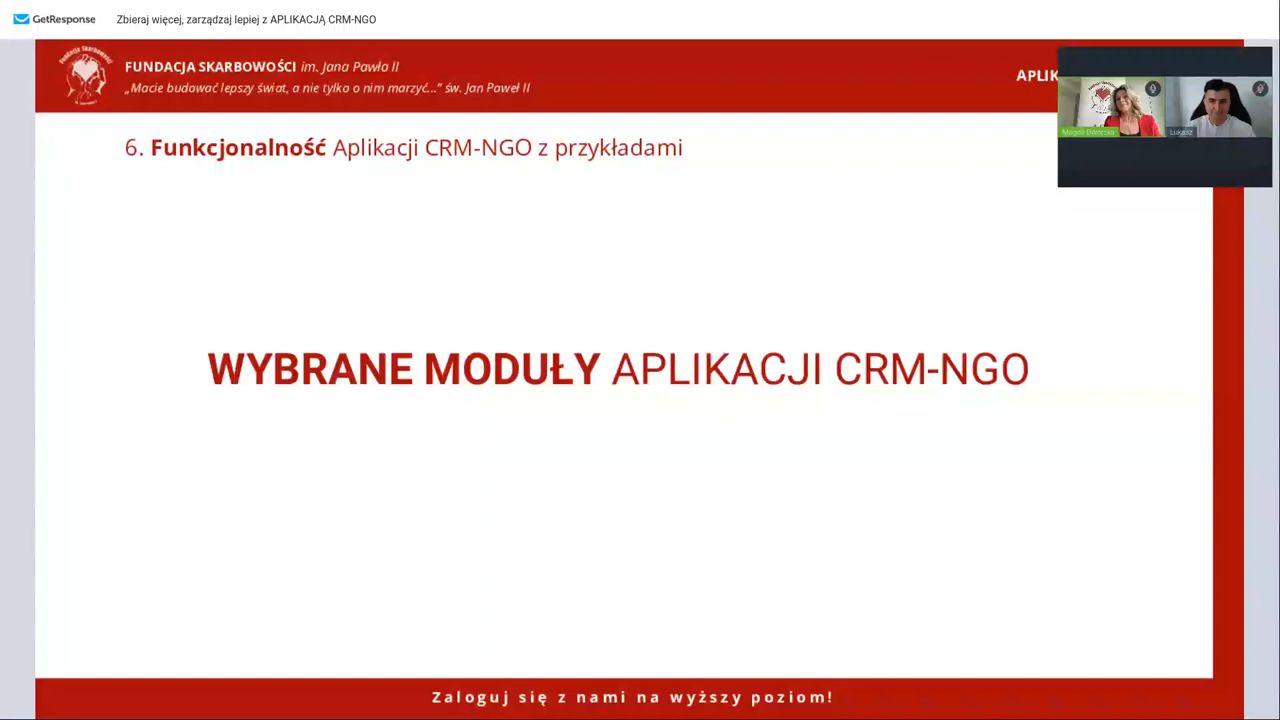 GetResponse Zbieraj więcej, zarządzaj lepiej z APLIKACJĄ CRM-NGO
FUNDACJA SKARBOWOŚCI im. Jana Pawła II
„Macie budować lepszy świat, a nie tylko o nim marzyć...” św. Jan Paweł II
APLIK
Łukasz
6. Funkcjonalność Aplikacji CRM-NGO z przykładami
WYBRANE MODUŁY APLIKACJI CRM-NGO
Zaloguj się z nami na wyższy poziom!